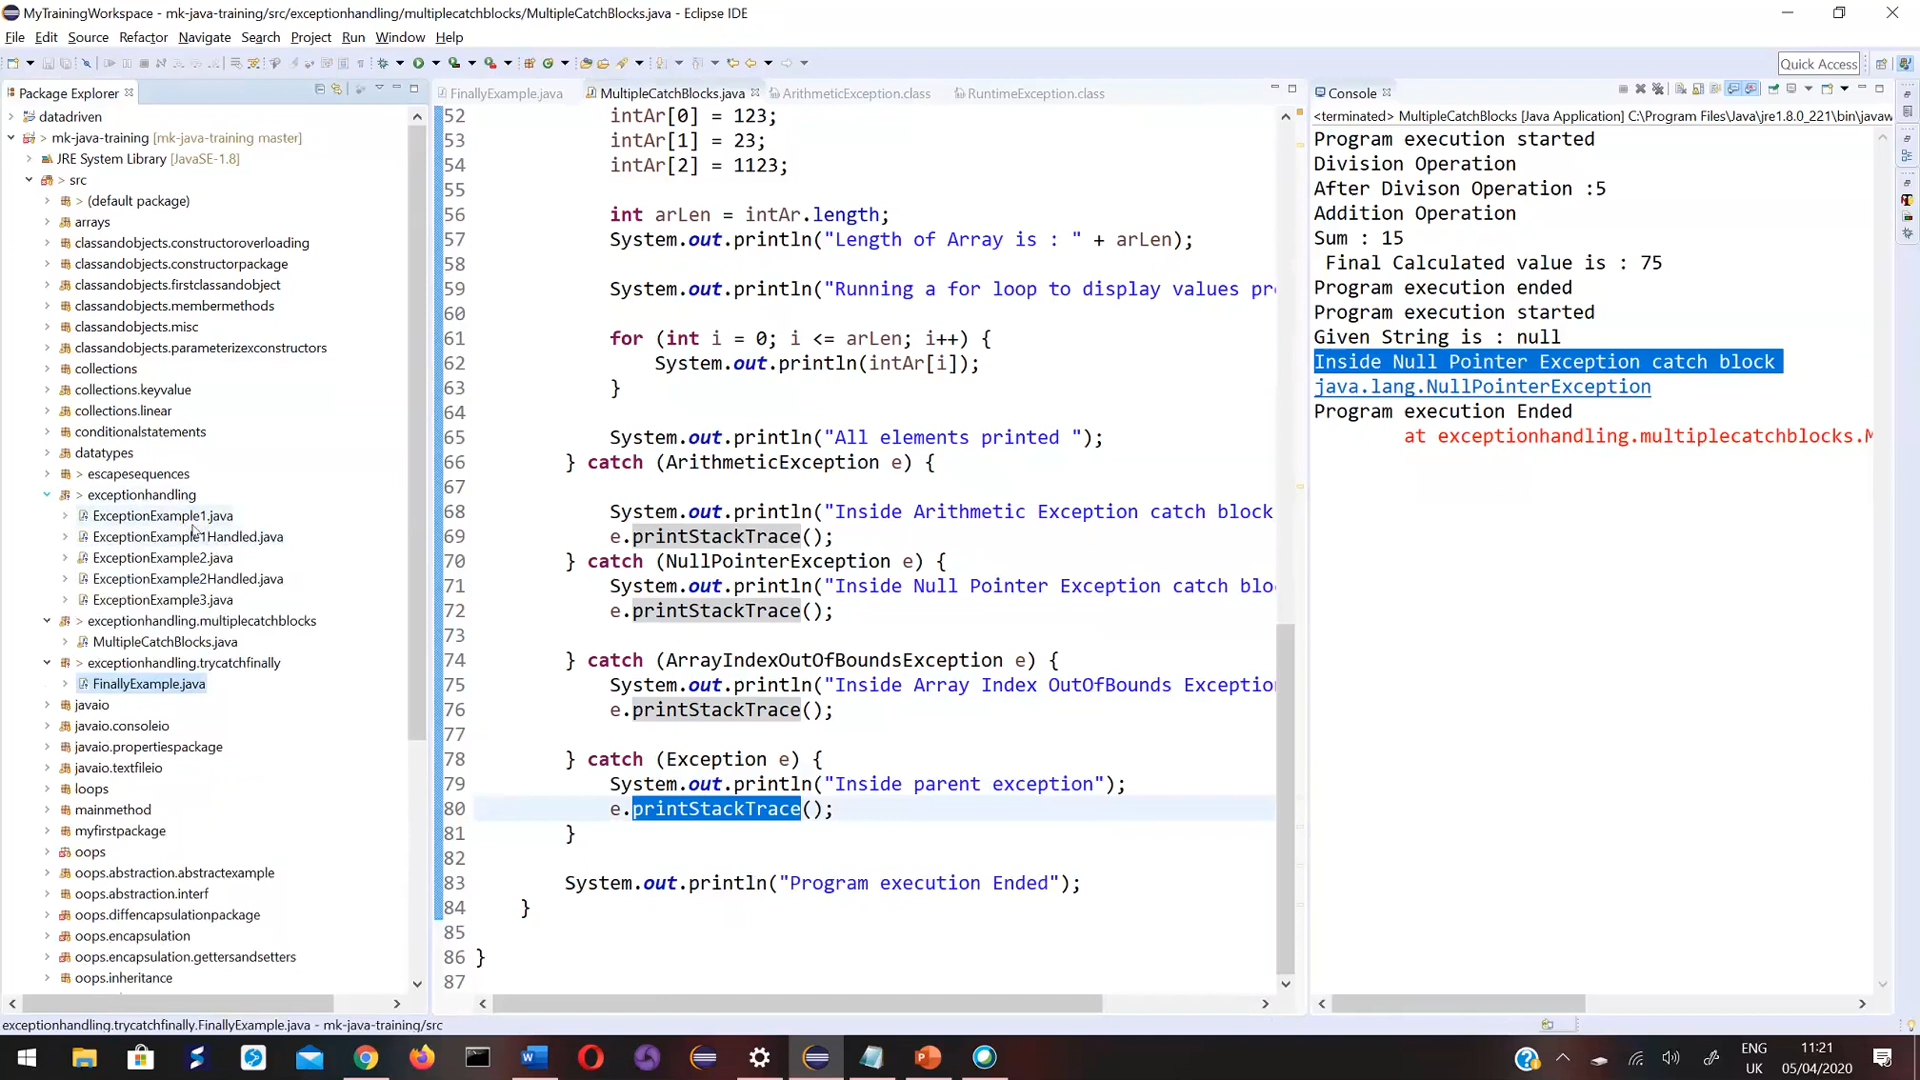 MyTrainingWorkspace - mk-java-training/src/exceptionhandling/multiplecatchblocks/MultipleCatchBlocks.java - Eclipse IDE
File Edit Source Refactor Navigate Search Project Run Window Help
Quick Access
Package Explorer
datadriven
> mk-java-training [mk-java-training master]
JRE System Library [JavaSE-1.8]
> src
> (default package)
arrays
classandobjects.constructoroverloading
classandobjects.constructorpackage
classandobjects.firstclassandobject
classandobjects.membermethods
classandobjects.misc
classandobjects.parameterizexconstructors
collections
collections.keyvalue
collections.linear
conditionalstatements
datatypes
> escapesequences
> exceptionhandling
ExceptionExample1.java
ExceptionExample1Handled.java
ExceptionExample2.java
ExceptionExample2Handled.java
ExceptionExample3.java
> exceptionhandling.multiplecatchblocks
MultipleCatchBlocks.java
> exceptionhandling.trycatchfinally
FinallyExample.java
javaio
javaio.consoleio
javaio.propertiespackage
javaio.textfileio
loops
mainmethod
myfirstpackage
oops
oops.abstraction.abstractexample
oops.abstraction.interf
oops.diffencapsulationpackage
oops.encapsulation
oops.encapsulation.gettersandsetters
oops.inheritance
FinallyExample.java MultipleCatchBlocks.java ArithmeticException.class RuntimeException.class
52 intAr[0] = 123;
53 intAr[1] = 23;
54 intAr[2] = 1123;
55
56 int arLen = intAr.length;
57 System.out.println("Length of Array is : " + arLen);
58
59 System.out.println("Running a for loop to display values pr
60
61 for (int i = 0; i <= arLen; i++) {
62 System.out.println(intAr[i]);
63 }
64
65 System.out.println("All elements printed ");
66 } catch (ArithmeticException e) {
67
68 System.out.println("Inside Arithmetic Exception catch block
69 e.printStackTrace();
70 } catch (NullPointerException e) {
71 System.out.println("Inside Null Pointer Exception catch blo
72 e.printStackTrace();
73
74 } catch (ArrayIndexOutOfBoundsException e) {
75 System.out.println("Inside Array Index OutOfBounds Exceptio
76 e.printStackTrace();
77
78 } catch (Exception e) {
79 System.out.println("Inside parent exception");
80 e.printStackTrace();
81 }
82
83 System.out.println("Program execution Ended");
84 }
85
86 }
87
Console
<terminated> MultipleCatchBlocks [Java Application] C:\Program Files\Java\jre1.8.0_221\bin\javaw
Program execution started
Division Operation
After Divison Operation :5
Addition Operation
Sum : 15
Final Calculated value is : 75
Program execution ended
Program execution started
Given String is : null
Inside Null Pointer Exception catch block
java.lang.NullPointerException
Program execution Ended
at exceptionhandling.multiplecatchblocks.M
exceptionhandling.trycatchfinally.FinallyExample.java - mk-java-training/src
ENG
UK
11:21
05/04/2020